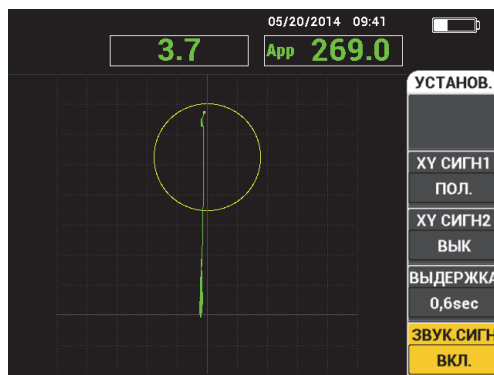 05/20/2014 09:41
3.7
App 269.0
УСТАНОВ.
XY СИГН1
ПОЛ.
XY СИГН2
ВЫК
ВЫДЕРЖКА
0,6sec
ЗВУК.СИГН
ВКЛ.